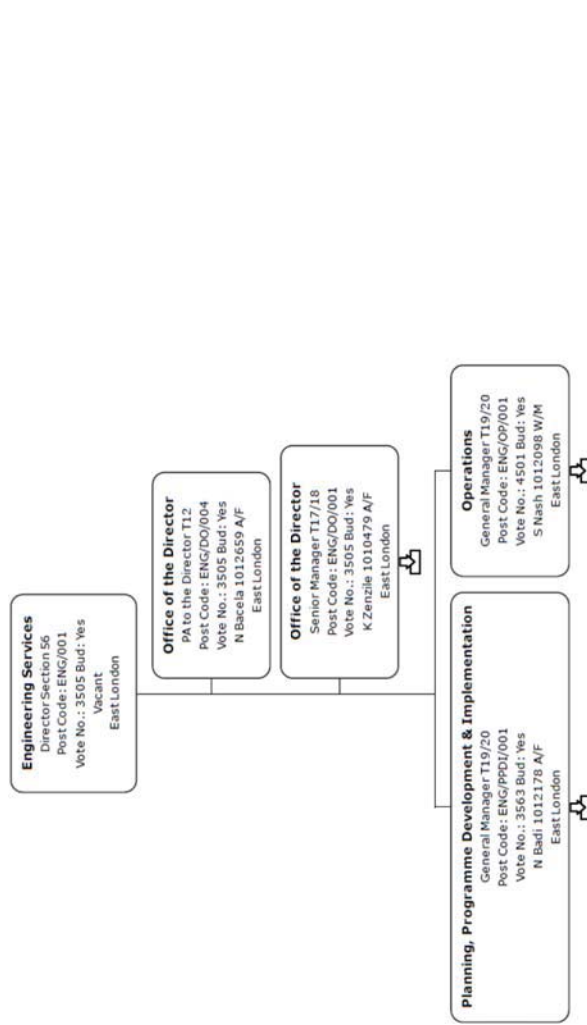 Engineering Services
Director Section 56
Post Code: ENG/001
Vote No.: 3505 Bud: Yes
Vacant
East London
Office of the Director
PA to the Director T12
Post Code: ENG/DO/004
Vote No.: 3505 Bud: Yes
N Bacela 1012659 A/F
East London
Office of the Director
Senior Manager T17/18
Post Code: ENG/DO/001
Vote No.: 3505 Bud: Yes
K Zenzile 1010479 A/F
East London
Planning, Programme Development & Implementation
General Manager T19/20
Post Code: ENG/PPDI/001
Vote No.: 3563 Bud: Yes
N Badi 1012178 A/F
East London
Operations
General Manager T19/20
Post Code: ENG/OP/001
Vote No.: 4501 Bud: Yes
S Nash 1012098 W/M
East London